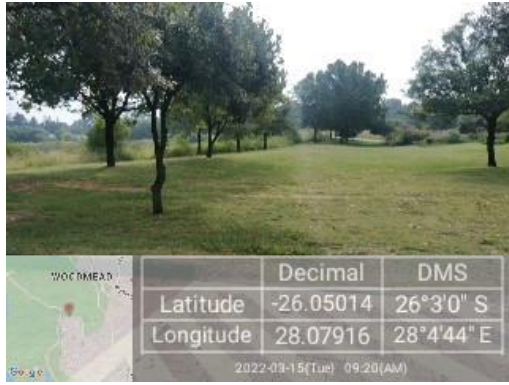 WOODMEAD
Google
Decimal DMS
Latitude -26.05014 26°3'0" S
Longitude 28.07916 28°4'44" E
2022-03-15(Tue) 09:20(AM)